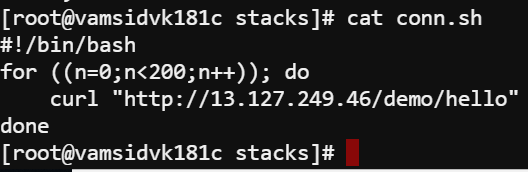 [root@vamsidvk181c stacks]# cat conn.sh
#!/bin/bash
for ((n=0;n<200;n++)); do
    curl "http://13.127.249.46/demo/hello"
done
[root@vamsidvk181c stacks]#